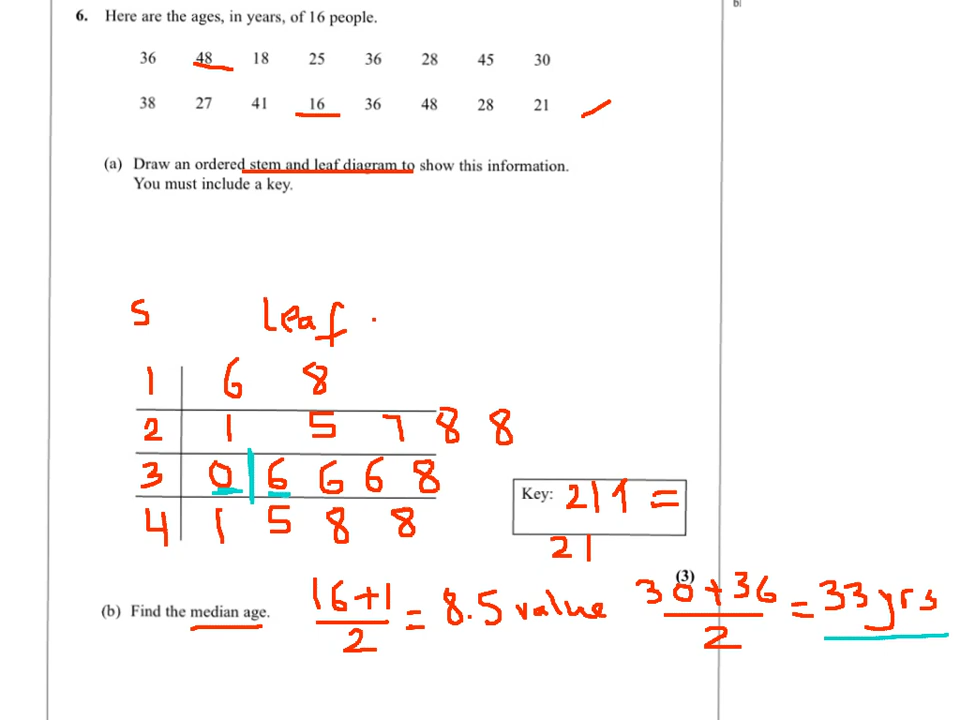 6. Here are the ages, in years, of 16 people.
36 48 18 25 36 28 45 30
38 27 41 16 36 48 28 21
(a) Draw an ordered stem and leaf diagram to show this information.
You must include a key.
S leaf .
1 | 6 8
2 | 1 5 7 8 8
3 | 0 | 6 6 6 8
4 | 1 5 8 8
Key: 2|1 =
21
(3)
(b) Find the median age. 16+1/2 = 8.5 value 30+36/2 = 33 yrs